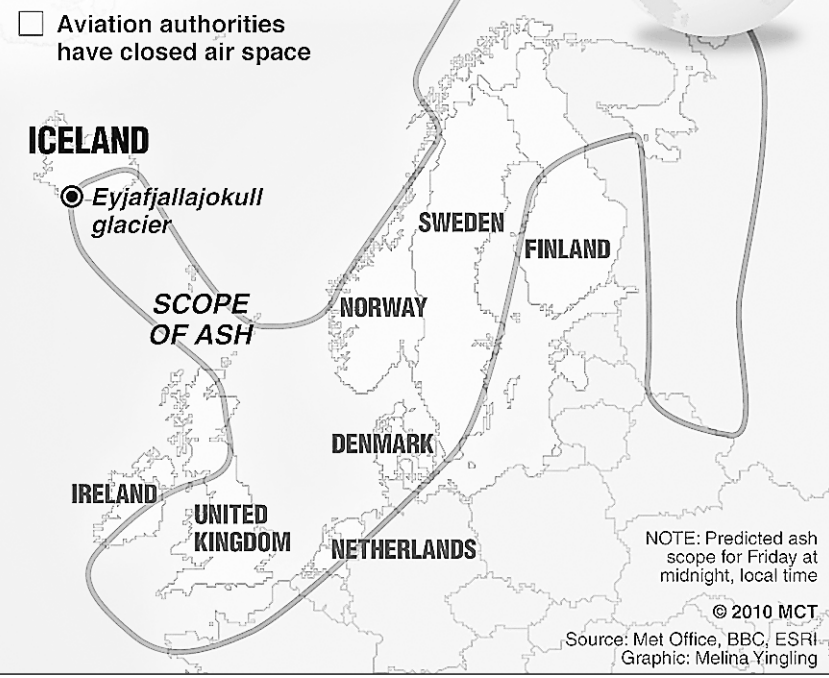 Aviation authorities
have closed air space
ICELAND
Eyjafjallajokull
glacier
SWEDEN
FINLAND
SCOPE
OF ASH
NORWAY
DENMARK
IRELAND
UNITED
KINGDOM
NETHERLANDS
NOTE: Predicted ash
scope for Friday at
midnight, local time
© 2010 MCT
Source: Met Office, BBC, ESRI
Graphic: Melina Yingling